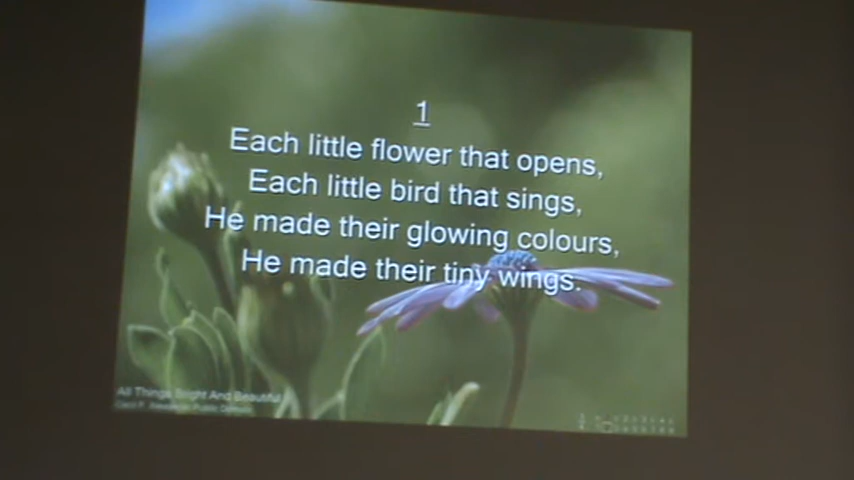 1
Each little flower that opens,
Each little bird that sings,
He made their glowing colours,
He made their tiny wings.
All Things Bright And Beautiful